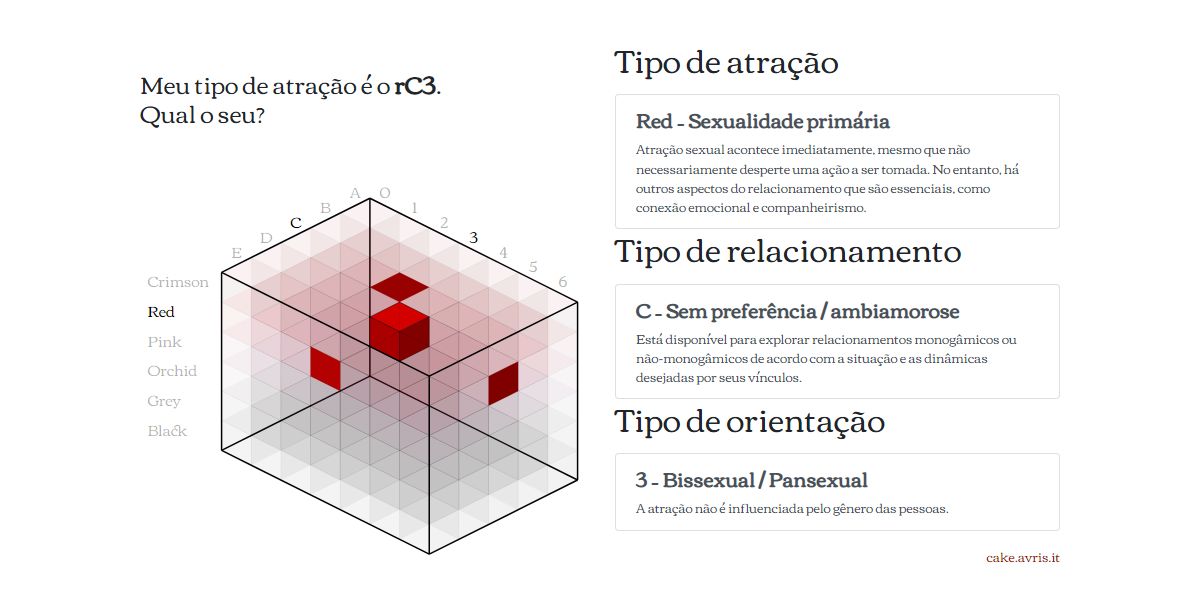 Meu tipo de atração é o rC3.
Qual o seu?
A
B
C
D
E
O
1
2
3
4
5
6
Crimson
Red
Pink
Orchid
Grey
Black
Tipo de atração
Red - Sexualidade primária
Atração sexual acontece imediatamente, mesmo que não
necessariamente desperte uma ação a ser tomada. No entanto, há
outros aspectos do relacionamento que são essenciais, como
conexão emocional e companheirismo.
Tipo de relacionamento
C - Sem preferência / ambiamorose
Está disponível para explorar relacionamentos monogâmicos ou
não-monogâmicos de acordo com a situação e as dinâmicas
desejadas por seus vínculos.
Tipo de orientação
3 - Bissexual / Pansexual
A atração não é influenciada pelo gênero das pessoas.
cake.avris.it